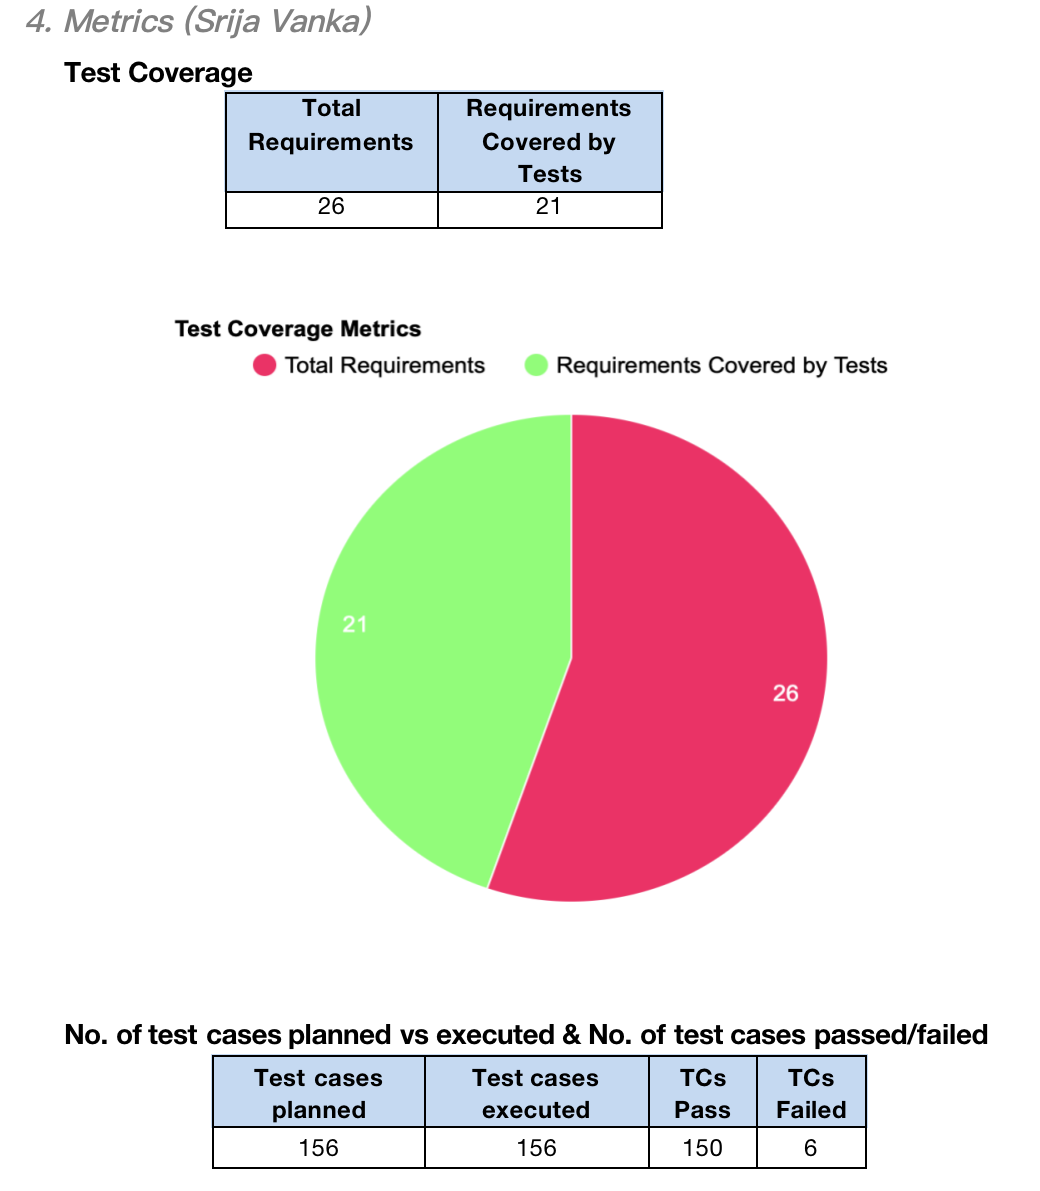 4. Metrics (Srija Vanka)
Test Coverage
Total Requirements
Requirements Covered by Tests
26
21
Test Coverage Metrics
Total Requirements
Requirements Covered by Tests
21
26
No. of test cases planned vs executed & No. of test cases passed/failed
Test cases planned
Test cases executed
TCs Pass
TCs Failed
156
156
150
6